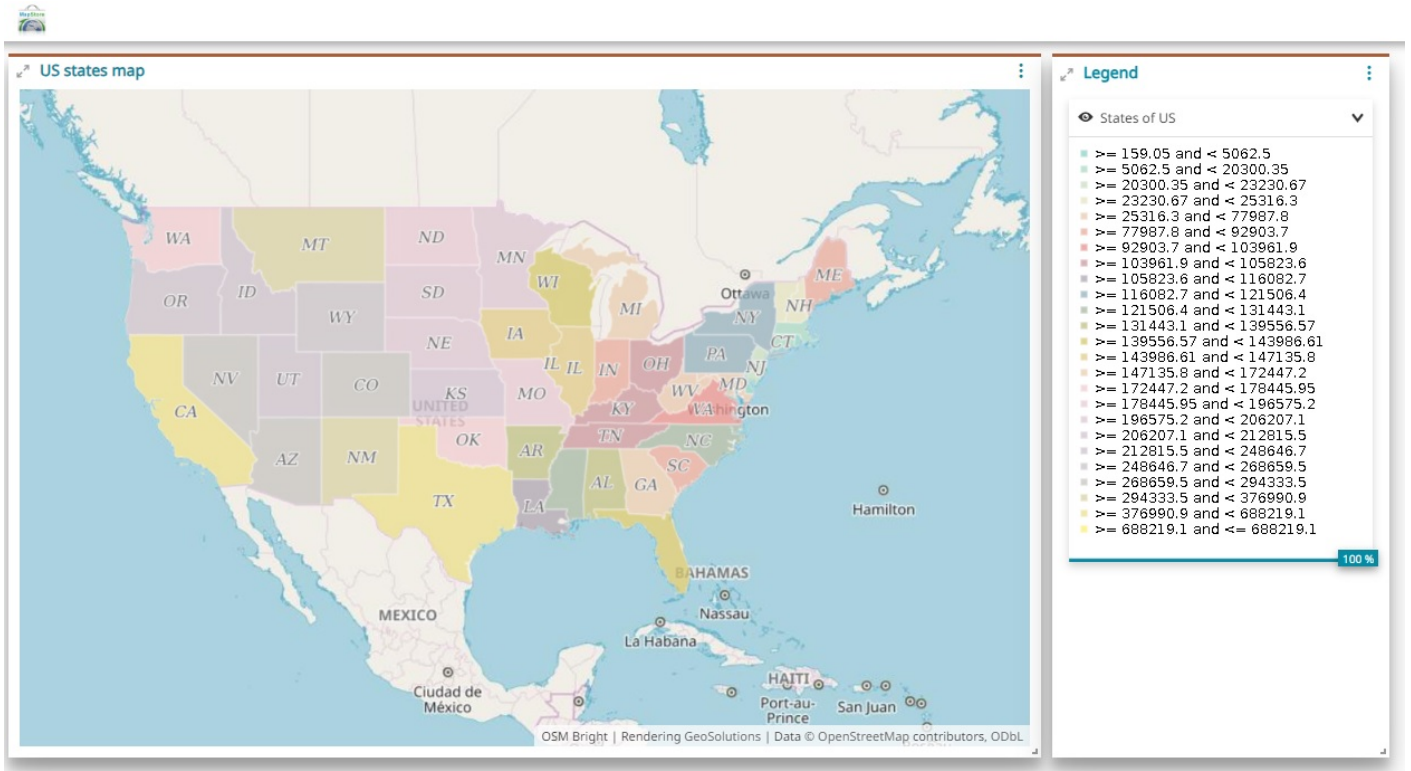 MapStore
US states map
Legend
States of US
>= 159.05 and < 5062.5
>= 5062.5 and < 20300.35
>= 20300.35 and < 23230.67
>= 23230.67 and < 25316.3
>= 25316.3 and < 77987.8
>= 77987.8 and < 92903.7
>= 92903.7 and < 103961.9
>= 103961.9 and < 105823.6
>= 105823.6 and < 116082.7
>= 116082.7 and < 121506.4
>= 121506.4 and < 131443.1
>= 131443.1 and < 139556.57
>= 139556.57 and < 143986.61
>= 143986.61 and < 147135.8
>= 147135.8 and < 172447.2
>= 172447.2 and < 178445.95
>= 178445.95 and < 196575.2
>= 196575.2 and < 206207.1
>= 206207.1 and < 212815.5
>= 212815.5 and < 248646.7
>= 248646.7 and < 268659.5
>= 268659.5 and < 294333.5
>= 294333.5 and < 376990.9
>= 376990.9 and < 688219.1
>= 688219.1 and <= 688219.1
100 %
WA
MT
ND
MN
OR
ID
WY
SD
WI
MI
Ottawa
NY
NH
ME
NE
IA
IL
IL
IN
OH
PA
NJ
CT
NV
UT
CO
KS
MO
WV
MD
CA
UNITED
STATES
KY
WA
Washington
AZ
NM
OK
AR
TN
NC
SC
TX
LA
AL
GA
Hamilton
BAHAMAS
Nassau
MEXICO
La Habana
Ciudad de
México
HAITI
Port-au-
Prince
San Juan
OSM Bright | Rendering GeoSolutions | Data © OpenStreetMap contributors, ODbL